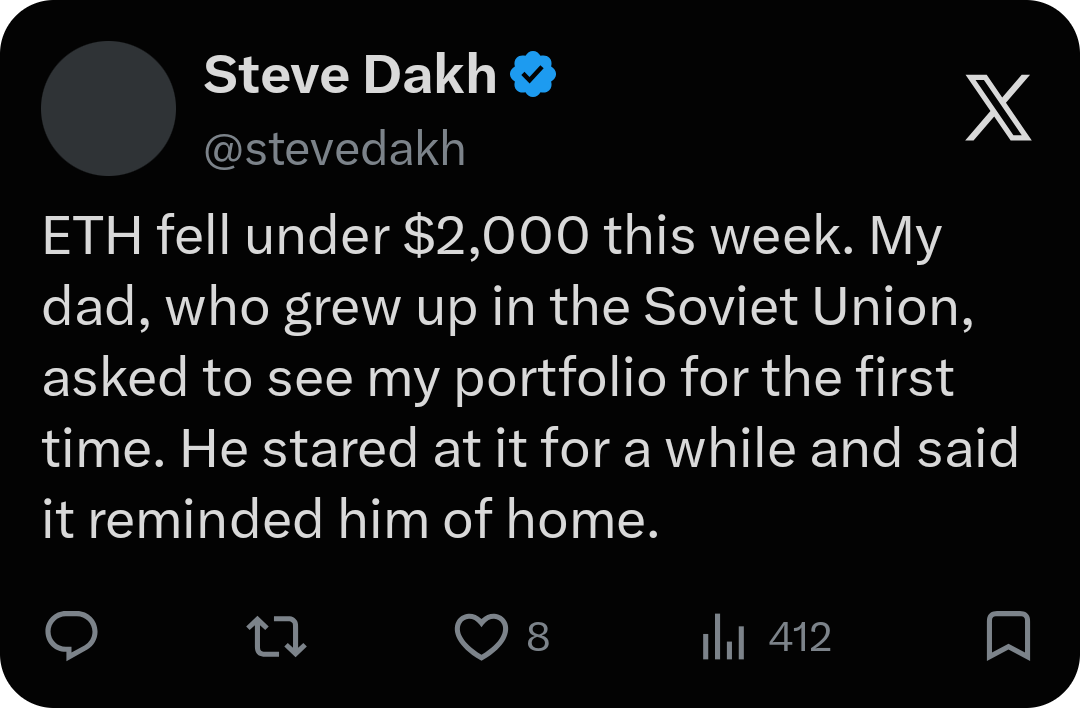 Steve Dakh
@stevedakh
ETH fell under $2,000 this week. My
dad, who grew up in the Soviet Union,
asked to see my portfolio for the first
time. He stared at it for a while and said
it reminded him of home.
8 412